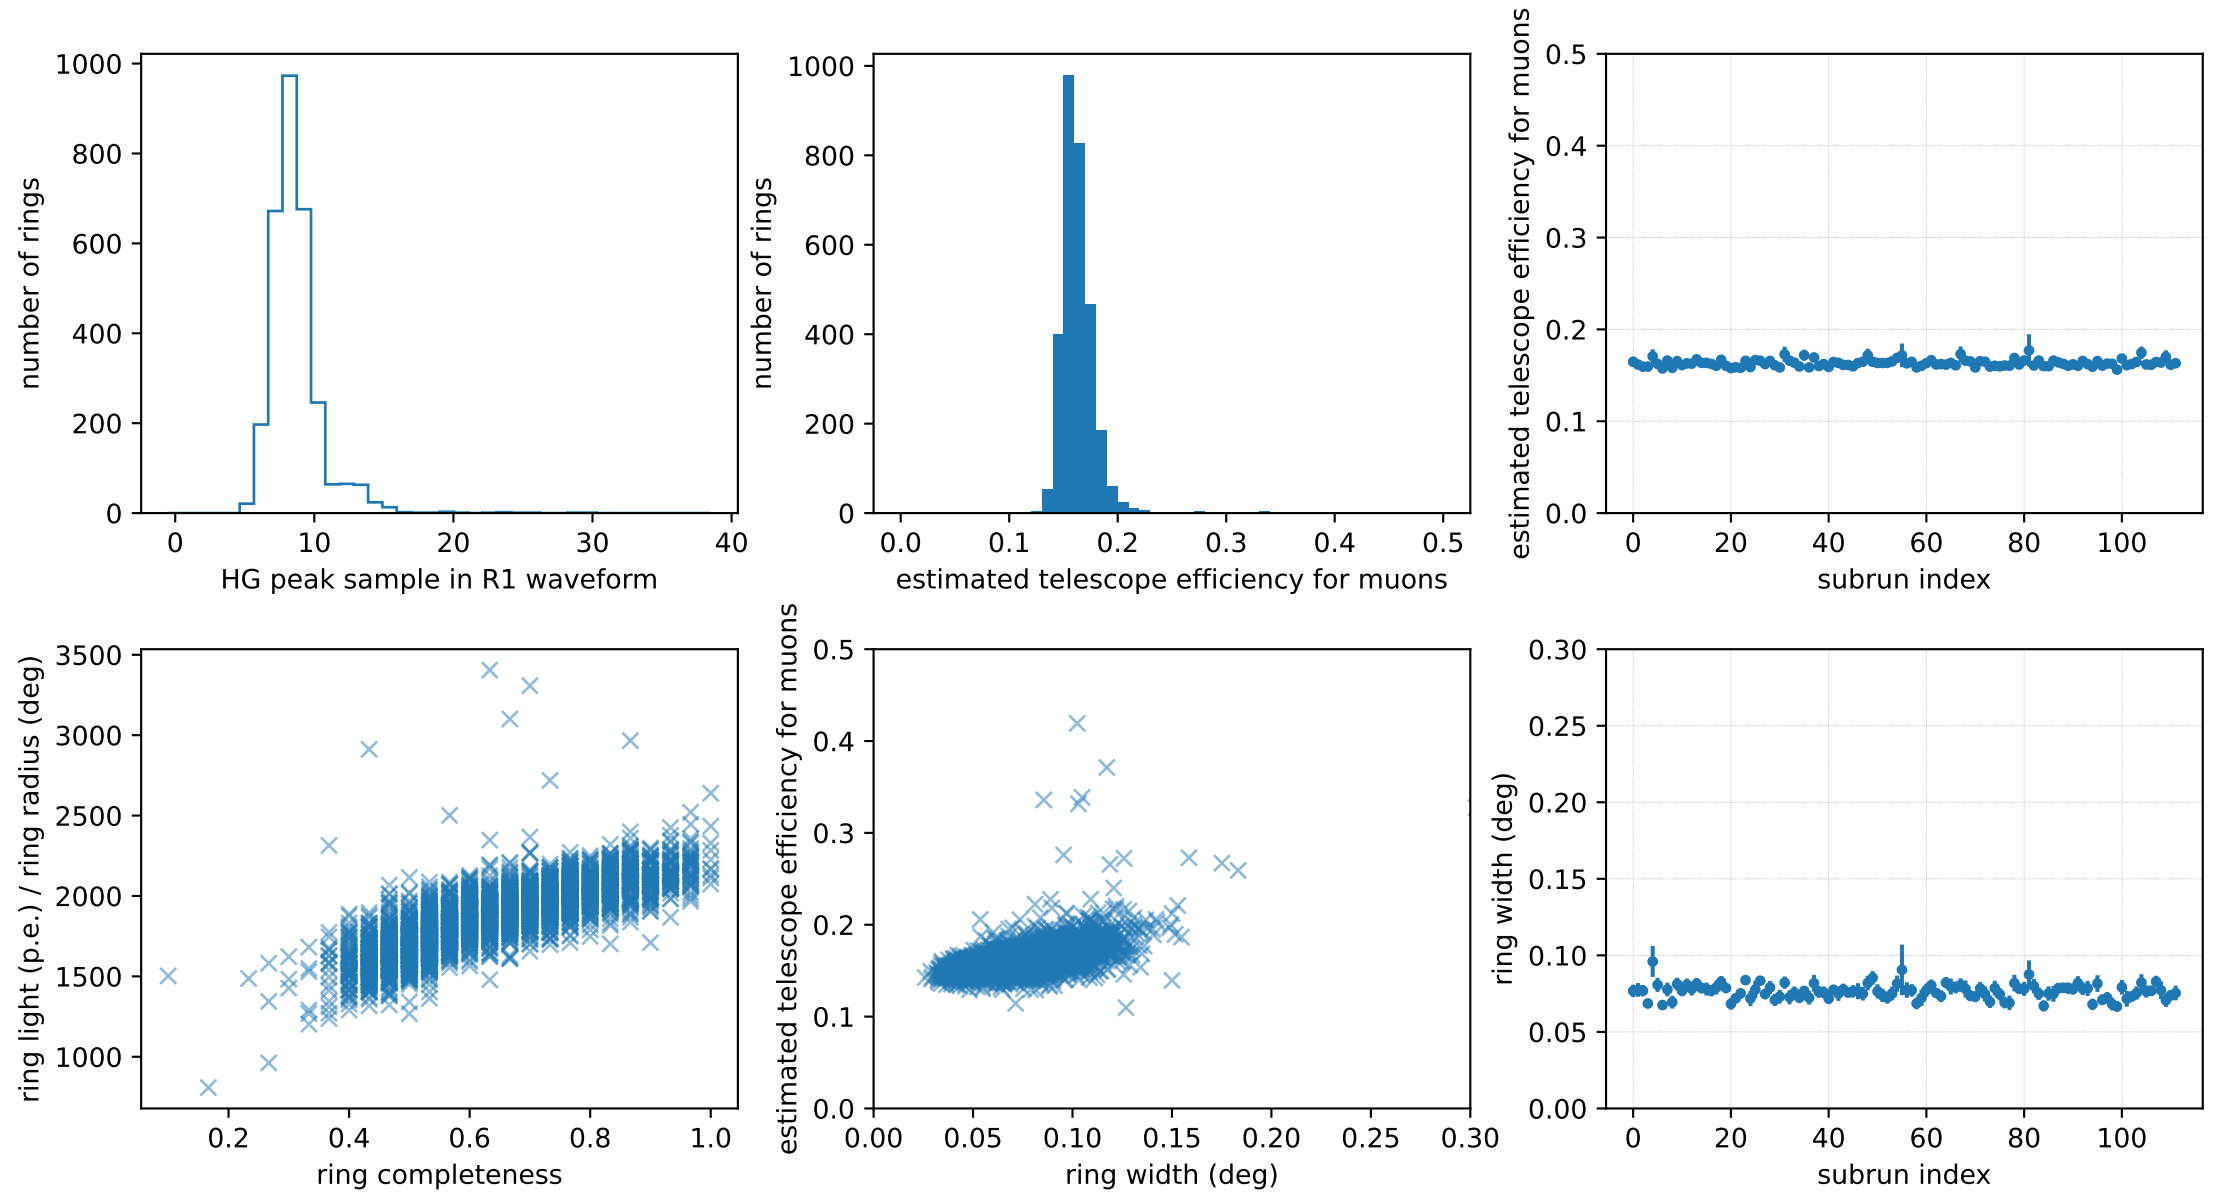 number of rings
1000
800
600
400
200
0
0 10 20 30 40
HG peak sample in R1 waveform
number of rings
1000
800
600
400
200
0
0.0 0.1 0.2 0.3 0.4 0.5
estimated telescope efficiency for muons
estimated telescope efficiency for muons
0.5
0.4
0.3
0.2
0.1
0.0
0 20 40 60 80 100
subrun index
ring light (p.e.) / ring radius (deg)
3500
3000
2500
2000
1500
1000
0.2 0.4 0.6 0.8 1.0
ring completeness
estimated telescope efficiency for muons
0.5
0.4
0.3
0.2
0.1
0.0
0.00 0.05 0.10 0.15 0.20 0.25 0.30
ring width (deg)
ring width (deg)
0.30
0.25
0.20
0.15
0.10
0.05
0.00
0 20 40 60 80 100
subrun index